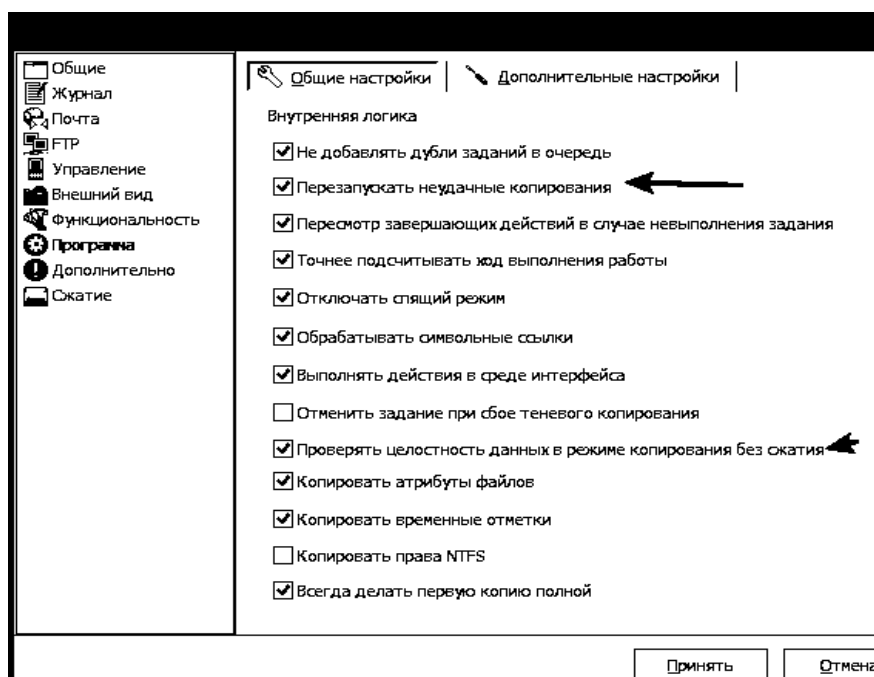 Общие
Журнал
Почта
FTP
Управление
Внешний вид
Функциональность
Программа
Дополнительно
Сжатие
Общие настройки
Дополнительные настройки
Внутренняя логика
Не добавлять дубли заданий в очередь
Перезапускать неудачные копирования
Пересмотр завершающих действий в случае невыполнения задания
Точнее подсчитывать ход выполнения работы
Отключать спящий режим
Обрабатывать символьные ссылки
Выполнять действия в среде интерфейса
Отменить задание при сбое теневого копирования
Проверять целостность данных в режиме копирования без сжатия
Копировать атрибуты файлов
Копировать временные отметки
Копировать права NTFS
Всегда делать первую копию полной
Принять
Отмена